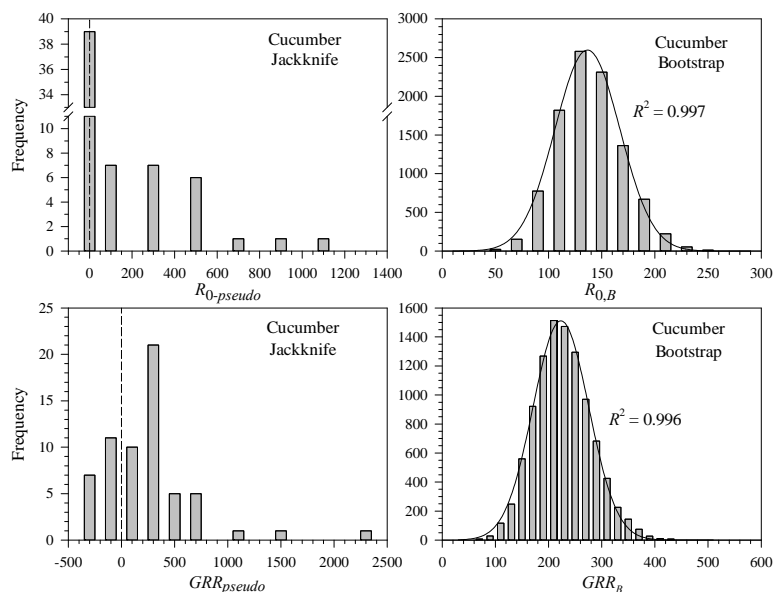 40
38
36
34
10
8
6
4
2
0
Frequency
Cucumber
Jackknife
0 200 400 600 800 1000 1200 1400
R0-pseudo
3000
2500
2000
1500
1000
500
0
Cucumber
Bootstrap
R² = 0.997
0 50 100 150 200 250 300
R0,B
25
20
15
10
5
0
Frequency
Cucumber
Jackknife
-500 0 500 1000 1500 2000 2500
GRRpseudo
1600
1400
1200
1000
800
600
400
200
0
Cucumber
Bootstrap
R² = 0.996
0 100 200 300 400 500 600
GRRB